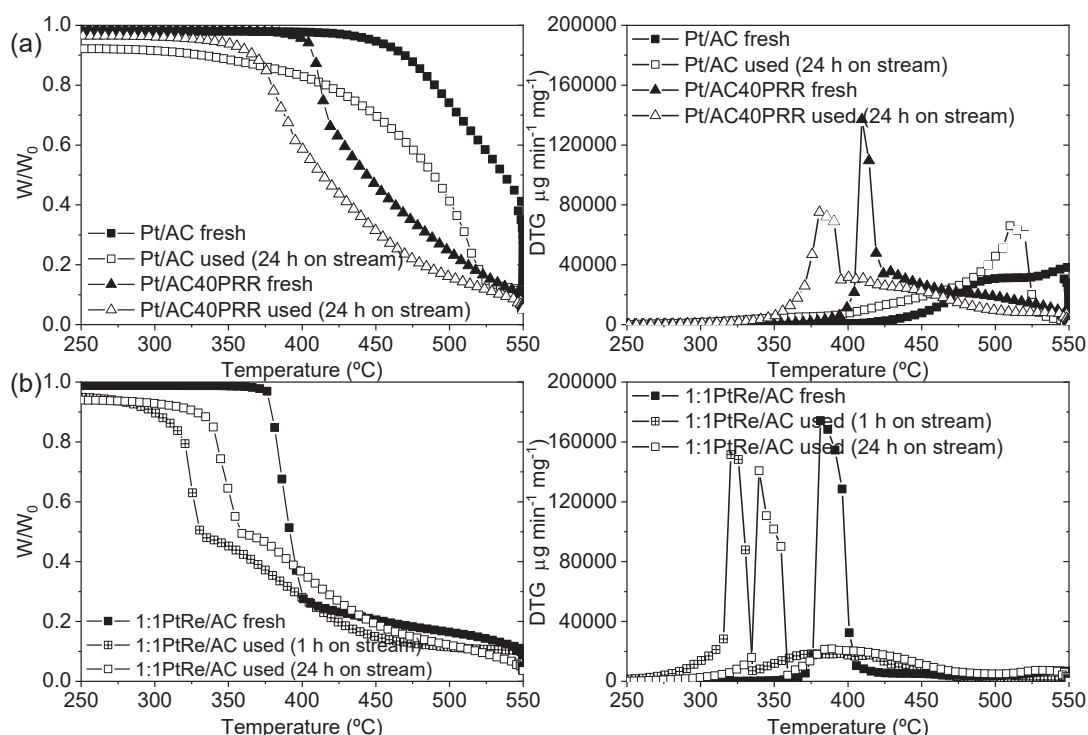 (a)
1.0
0.8
0.6
0.4
0.2
0.0
W/W0
Pt/AC fresh
Pt/AC used (24 h on stream)
Pt/AC40PRR fresh
Pt/AC40PRR used (24 h on stream)
250 300 350 400 450 500 550
Temperature (ºC)
200000
160000
120000
80000
40000
0
DTG µg min-1 mg-1
Pt/AC fresh
Pt/AC used (24 h on stream)
Pt/AC40PRR fresh
Pt/AC40PRR used (24 h on stream)
250 300 350 400 450 500 550
Temperature (ºC)
(b)
1.0
0.8
0.6
0.4
0.2
0.0
W/W0
1:1PtRe/AC fresh
1:1PtRe/AC used (1 h on stream)
1:1PtRe/AC used (24 h on stream)
250 300 350 400 450 500 550
Temperature (ºC)
200000
160000
120000
80000
40000
0
DTG µg min-1 mg-1
1:1PtRe/AC fresh
1:1PtRe/AC used (1 h on stream)
1:1PtRe/AC used (24 h on stream)
250 300 350 400 450 500 550
Temperature (ºC)